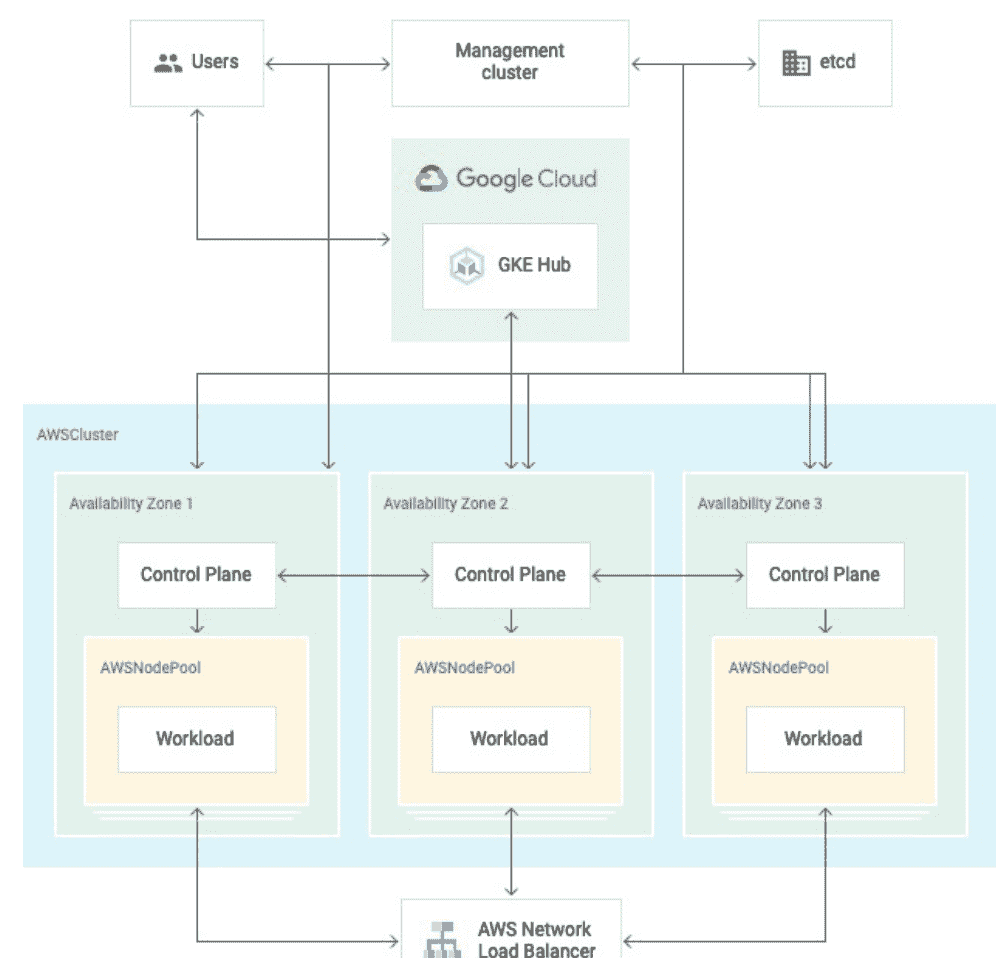 Users
Management
cluster
etcd
Google Cloud
GKE Hub
AWSCluster
Availability Zone 1
Availability Zone 2
Availability Zone 3
Control Plane
Control Plane
Control Plane
AWSNodePool
AWSNodePool
AWSNodePool
Workload
Workload
Workload
AWS Network
Load Balancer